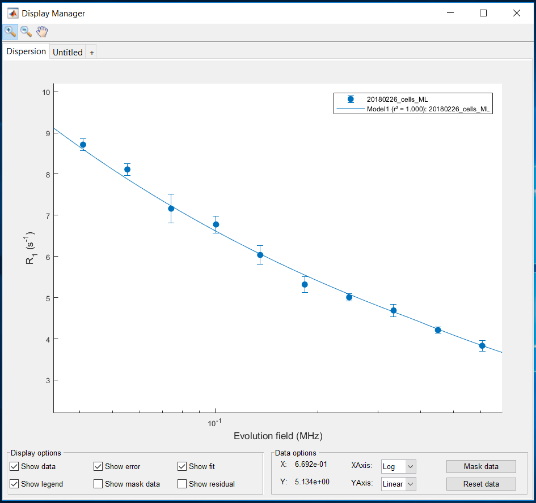 Display Manager
Dispersion Untitled +
10
9
8
7
6
5
4
3
R1 (s-1)
20180226_cells_ML
Model1 (r² = 1.000): 20180226_cells_ML
10-1
Evolution field (MHz)
Display options
Show data Show error Show fit
Show legend Show mask data Show residual
Data options
X: 6.692e-01 XAxis: Log Mask data
Y: 5.134e+00 YAxis: Linear Reset data